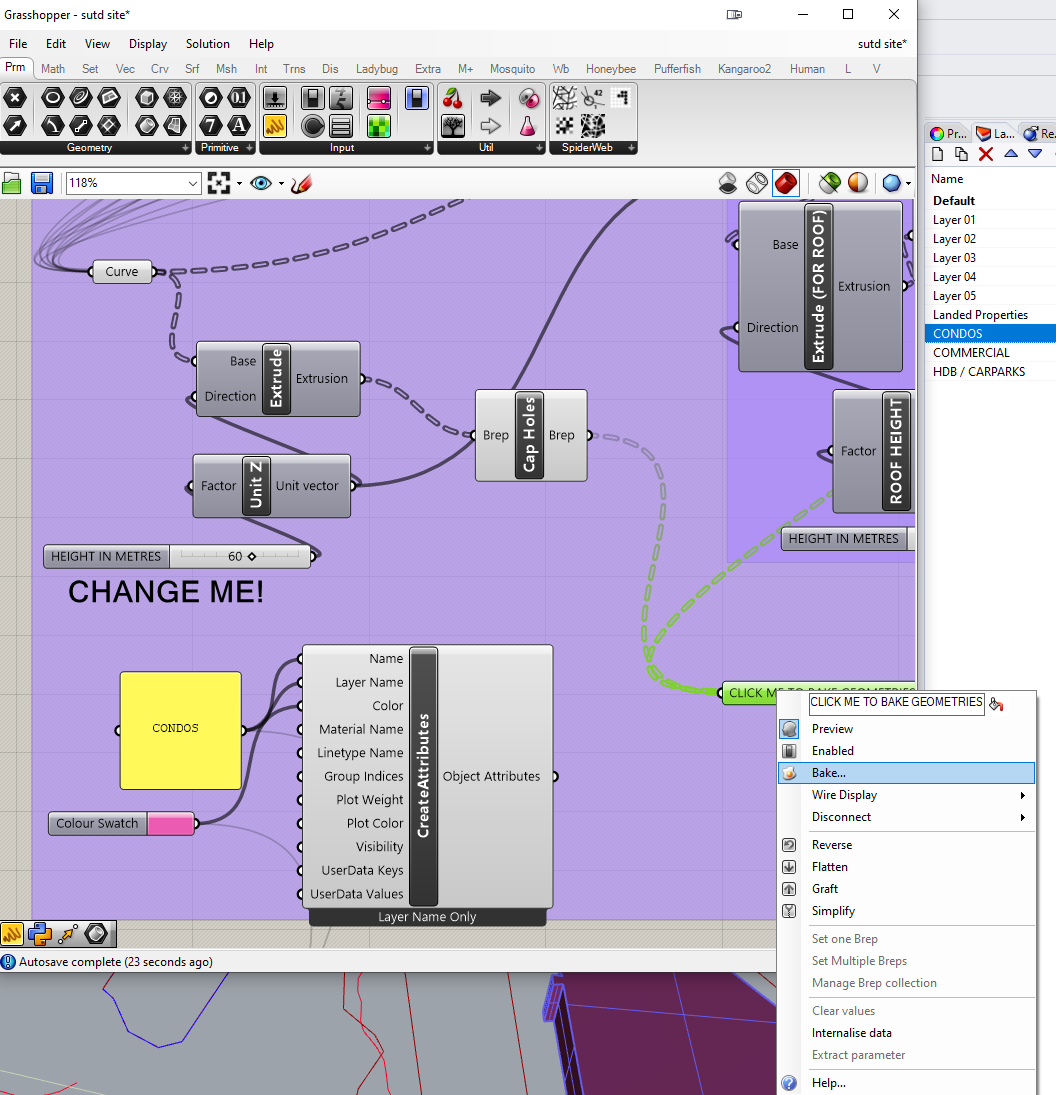 Grasshopper - sutd site*
File Edit View Display Solution Help sutd site*
Prm Math Set Vec Crv Srf Msh Int Trns Dis Ladybug Extra M+ Mosquito Wb Honeybee Pufferfish Kangaroo2 Human L V
Geometry Primitive Input Util SpiderWeb
118%
Pr... La... Re
Name
Default
Layer 01
Layer 02
Layer 03
Layer 04
Layer 05
Landed Properties
CONDOS
COMMERCIAL
HDB / CARPARKS
Curve
Base
Direction
Extrude
Extrusion
Base
Direction
Extrude (FOR ROOF)
Extrusion
Brep
Cap Holes
Brep
Factor
Unit Z
Unit vector
Factor
ROOF HEIGHT
HEIGHT IN METRES
HEIGHT IN METRES 60
CHANGE ME!
CONDOS
Colour Swatch
Name
Layer Name
Color
Material Name
Linetype Name
Group Indices
Plot Weight
Plot Color
Visibility
UserData Keys
UserData Values
CreateAttributes
Object Attributes
Layer Name Only
CLICK ME TO BAKE GEOMETRIES
CLICK ME TO BAKE GEOMETRIES
Preview
Enabled
Bake...
Wire Display
Disconnect
Reverse
Flatten
Graft
Simplify
Set one Brep
Set Multiple Breps
Manage Brep collection
Clear values
Internalise data
Extract parameter
Help...
Autosave complete (23 seconds ago)